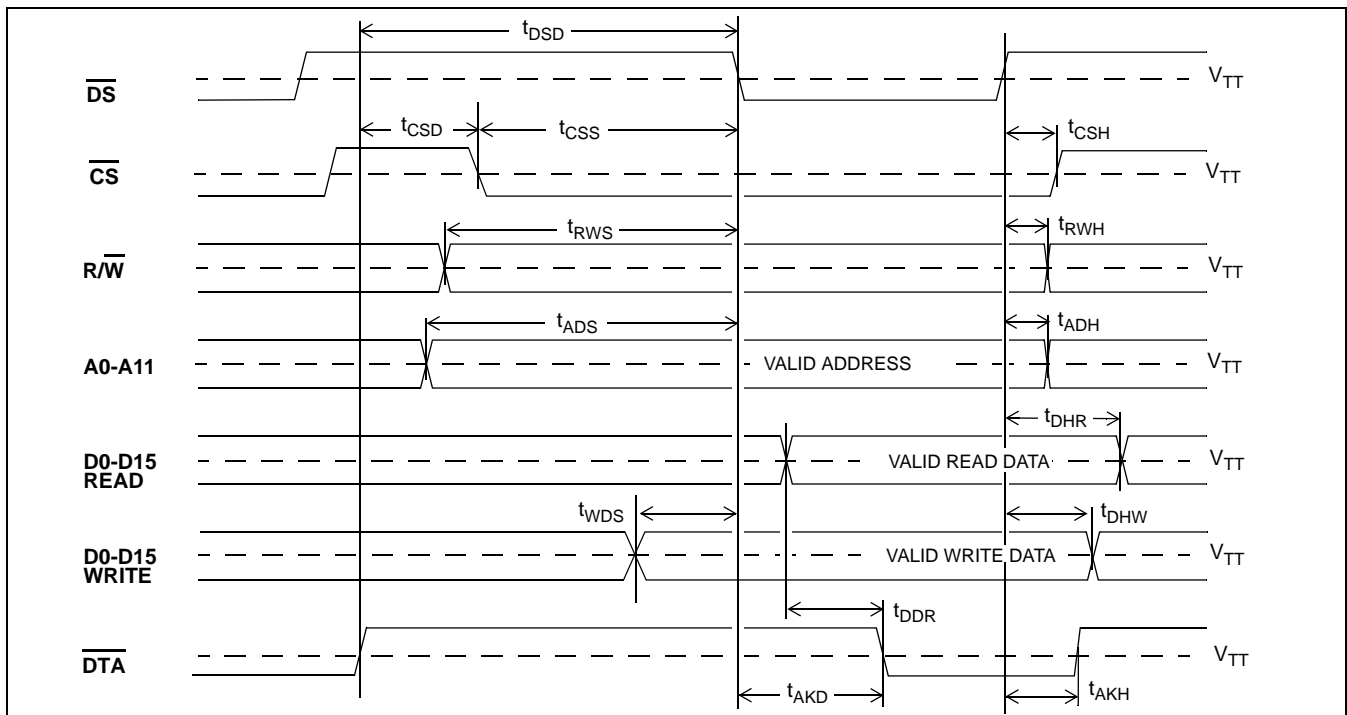 tDSD
DS
VTT
tCSD
tCSS
tCSH
CS
VTT
tRWS
tRWH
R/W
VTT
tADS
tADH
A0-A11
VALID ADDRESS
VTT
tDHR
D0-D15
READ
VALID READ DATA
VTT
tWDS
tDHW
D0-D15
WRITE
VALID WRITE DATA
VTT
tDDR
DTA
VTT
tAKD
tAKH